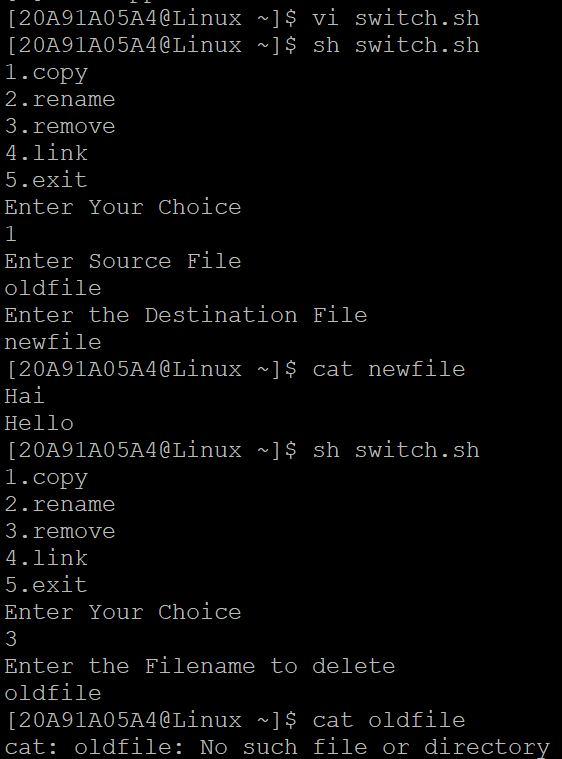 [20A91A05A4@Linux ~]$ vi switch.sh
[20A91A05A4@Linux ~]$ sh switch.sh
1.copy
2.rename
3.remove
4.link
5.exit
Enter Your Choice
1
Enter Source File
oldfile
Enter the Destination File
newfile
[20A91A05A4@Linux ~]$ cat newfile
Hai
Hello
[20A91A05A4@Linux ~]$ sh switch.sh
1.copy
2.rename
3.remove
4.link
5.exit
Enter Your Choice
3
Enter the Filename to delete
oldfile
[20A91A05A4@Linux ~]$ cat oldfile
cat: oldfile: No such file or directory